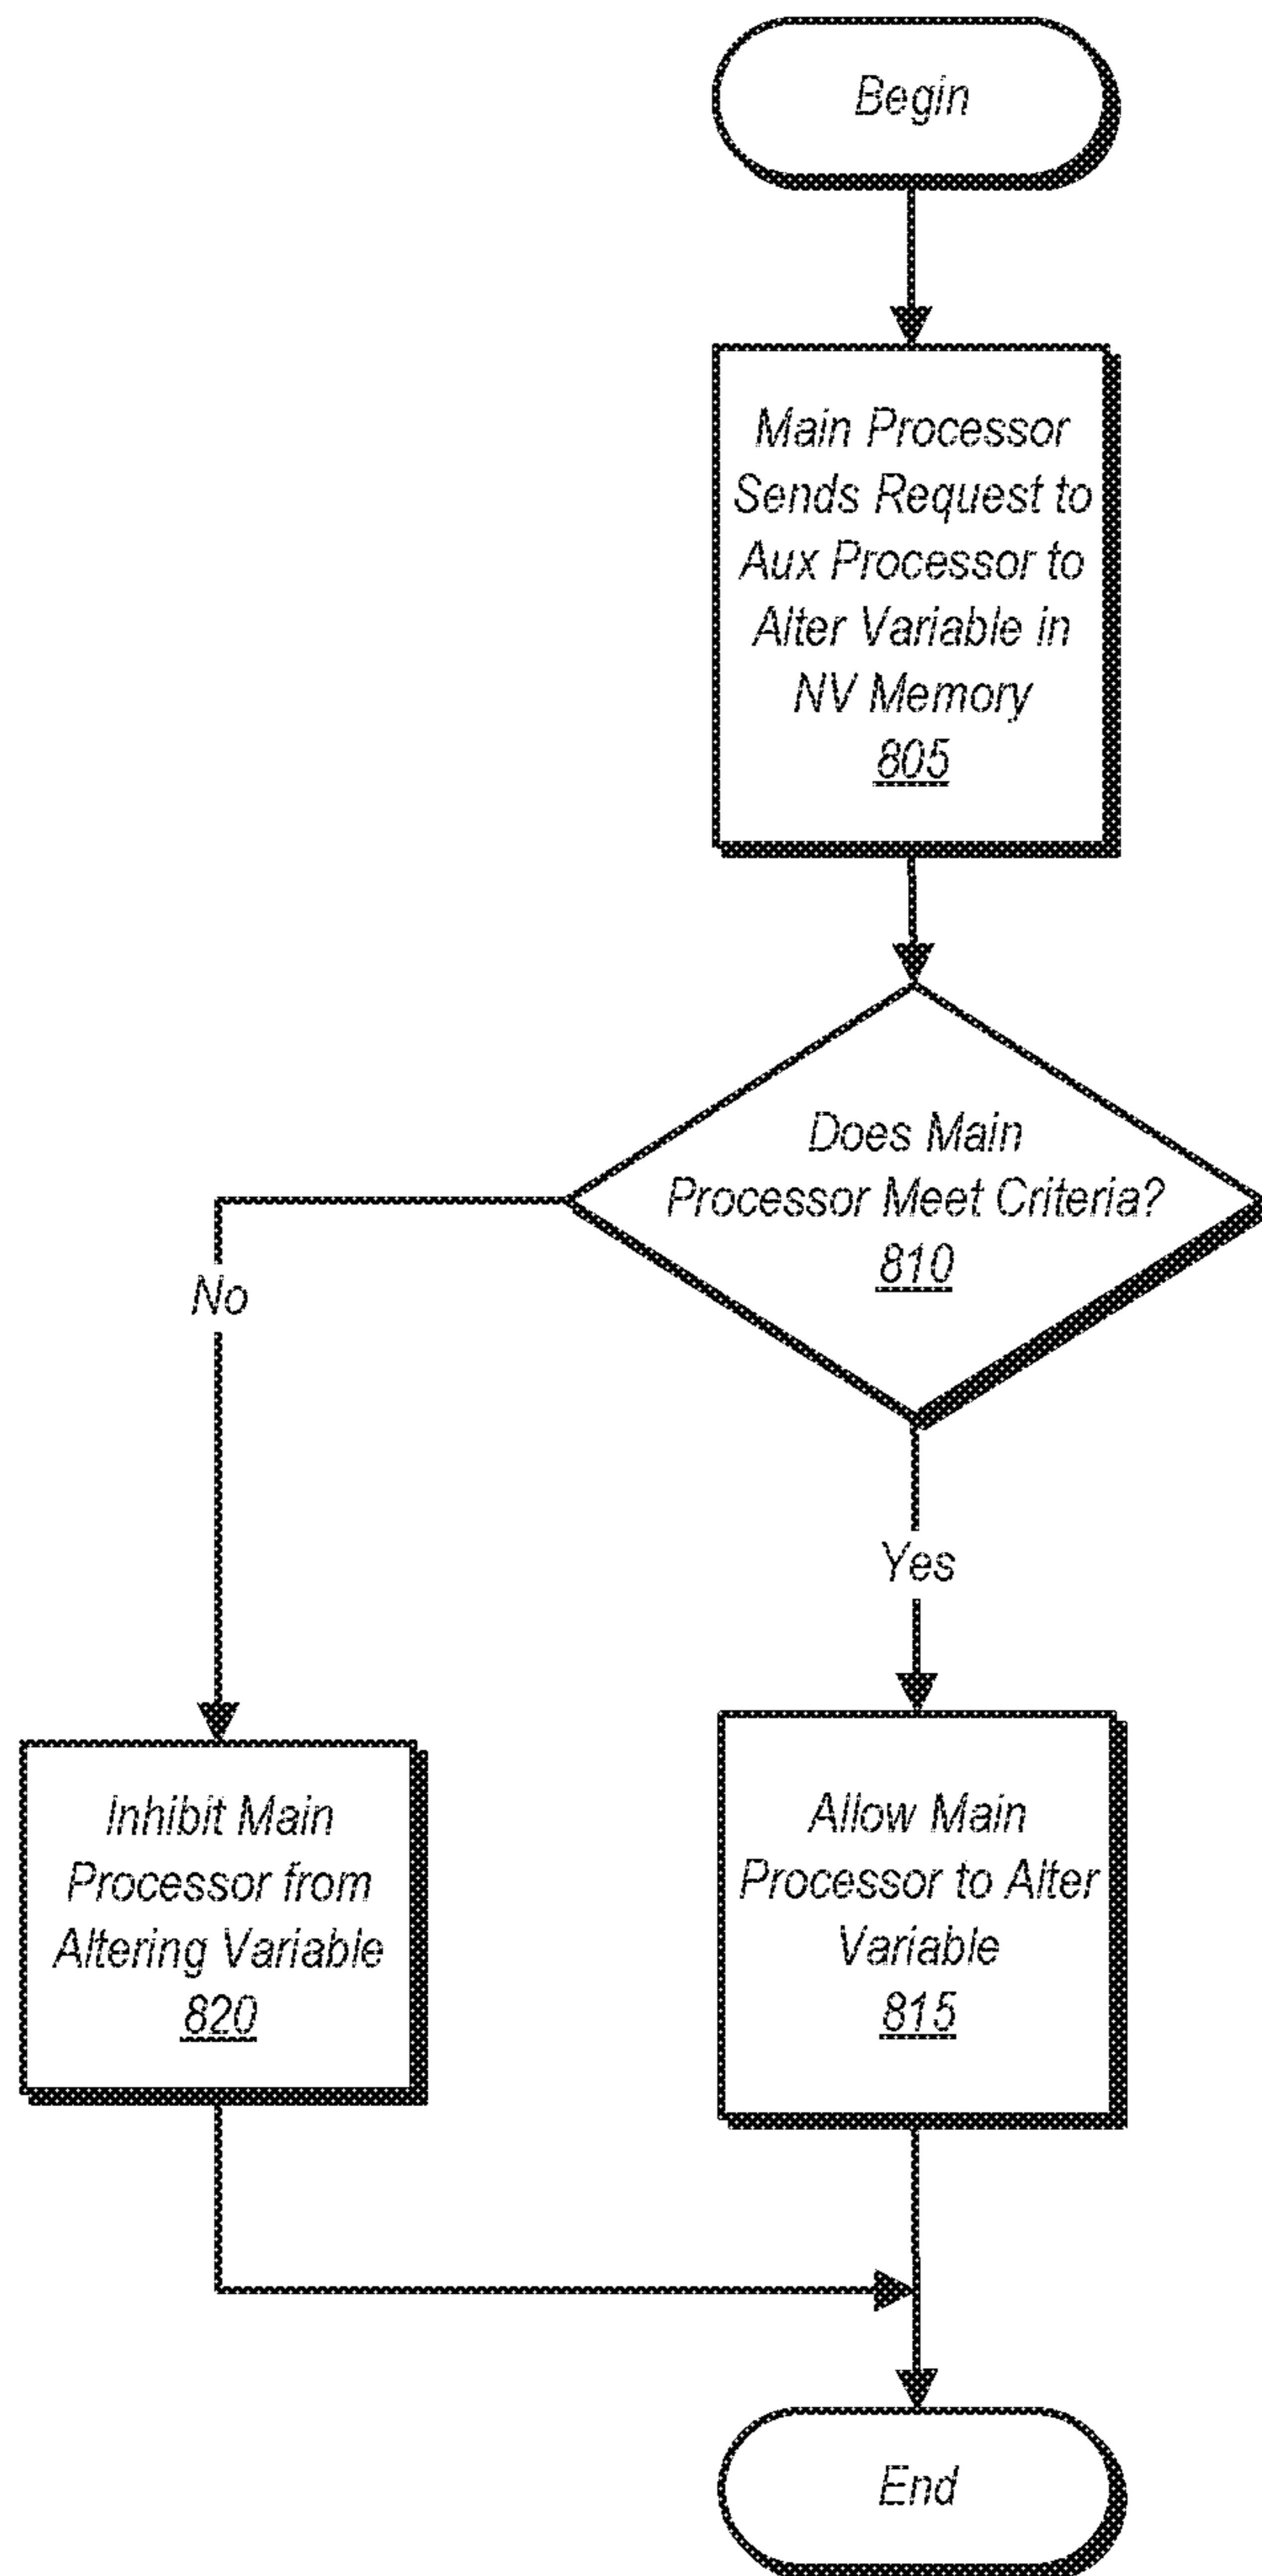 Begin
Main Processor
Sends Request to
Aux Processor to
Alter Variable in
NV Memory
805
Does Main
Processor Meet Criteria?
810
No
Yes
Inhibit Main
Processor from
Altering Variable
820
Allow Main
Processor to Alter
Variable
815
End